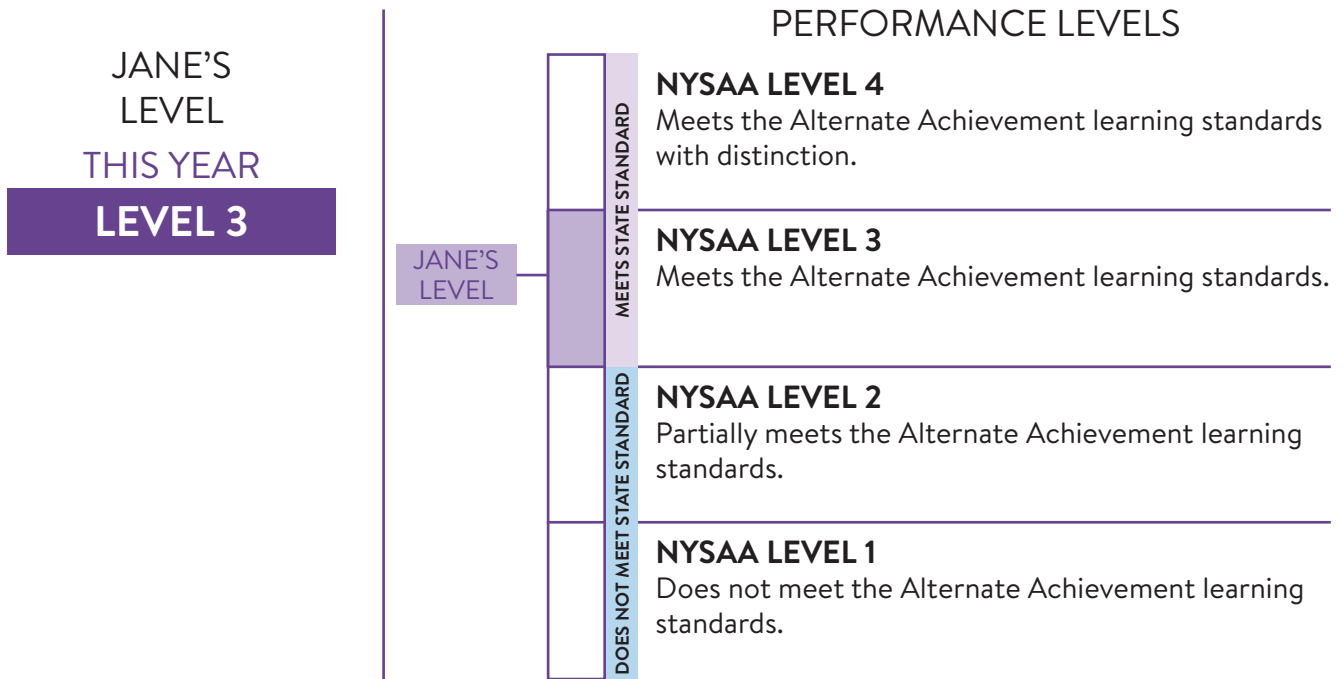 JANE’S
LEVEL
THIS YEAR
LEVEL 3
JANE’S
LEVEL
PERFORMANCE LEVELS
MEETS STATE STANDARD
NYSAA LEVEL 4
Meets the Alternate Achievement learning standards
with distinction.
NYSAA LEVEL 3
Meets the Alternate Achievement learning standards.
DOES NOT MEET STATE STANDARD
NYSAA LEVEL 2
Partially meets the Alternate Achievement learning
standards.
NYSAA LEVEL 1
Does not meet the Alternate Achievement learning
standards.